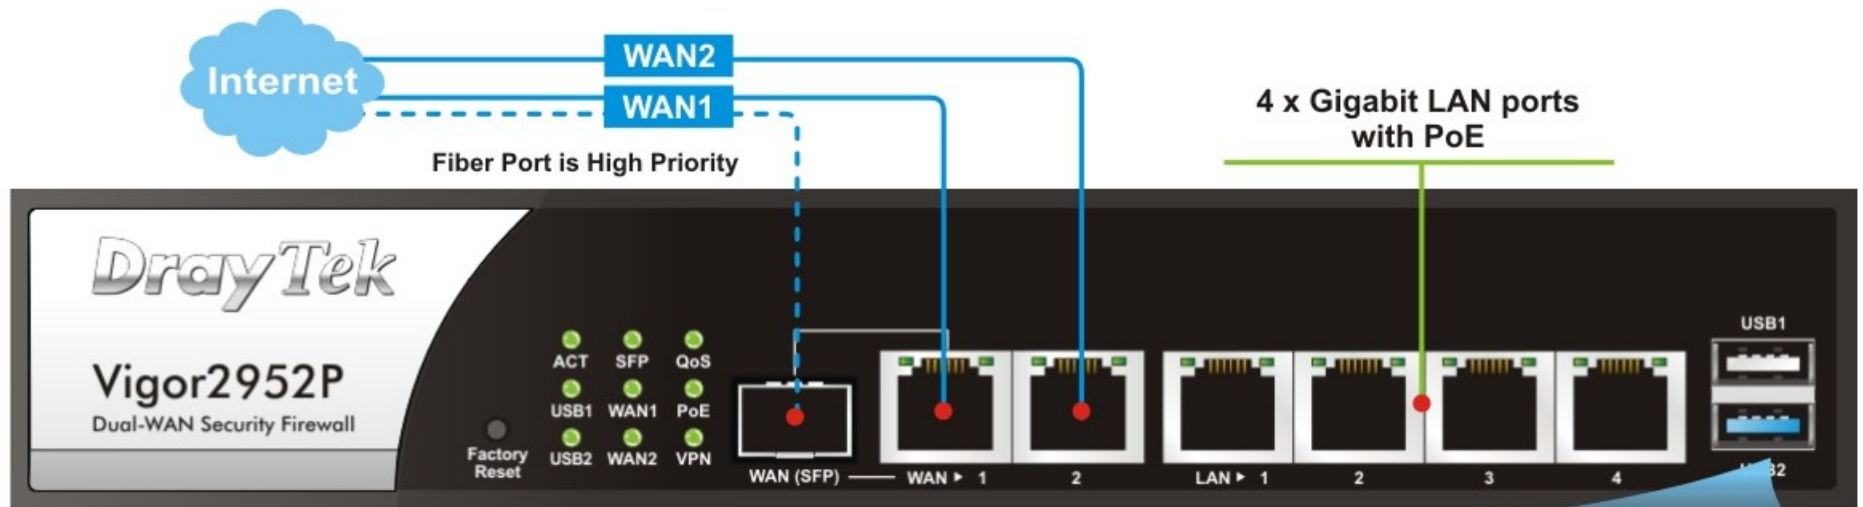 Internet
WAN2
WAN1
Fiber Port is High Priority
4 x Gigabit LAN ports
with PoE
DrayTek
Vigor2952P
Dual-WAN Security Firewall
Factory
Reset
ACT SFP QoS
USB1 WAN1 PoE
USB2 WAN2 VPN
WAN (SFP)
WAN ▶ 1
2
LAN ▶ 1
2
3
4
USB1